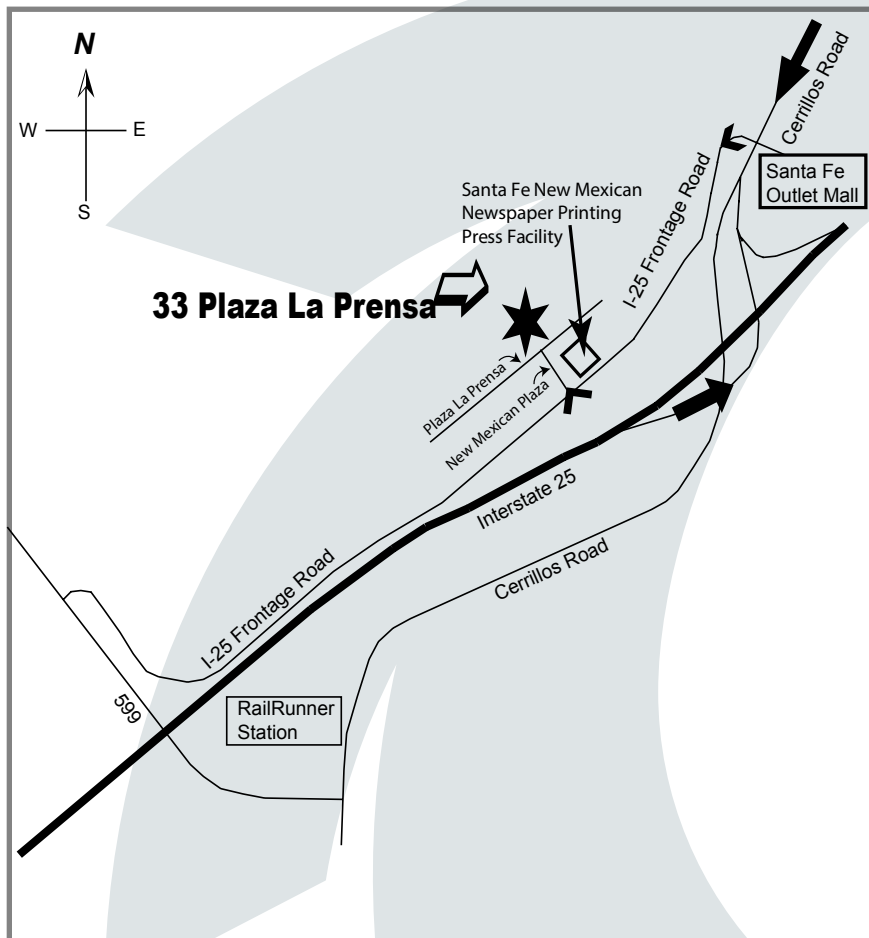 N
W
E
S
Cerrillos Road
Santa Fe
Outlet Mall
Santa Fe New Mexican
Newspaper Printing
Press Facility
I-25 Frontage Road
33 Plaza La Prensa
Plaza La Prensa
New Mexican Plaza
Interstate 25
Cerrillos Road
I-25 Frontage Road
599
RailRunner
Station